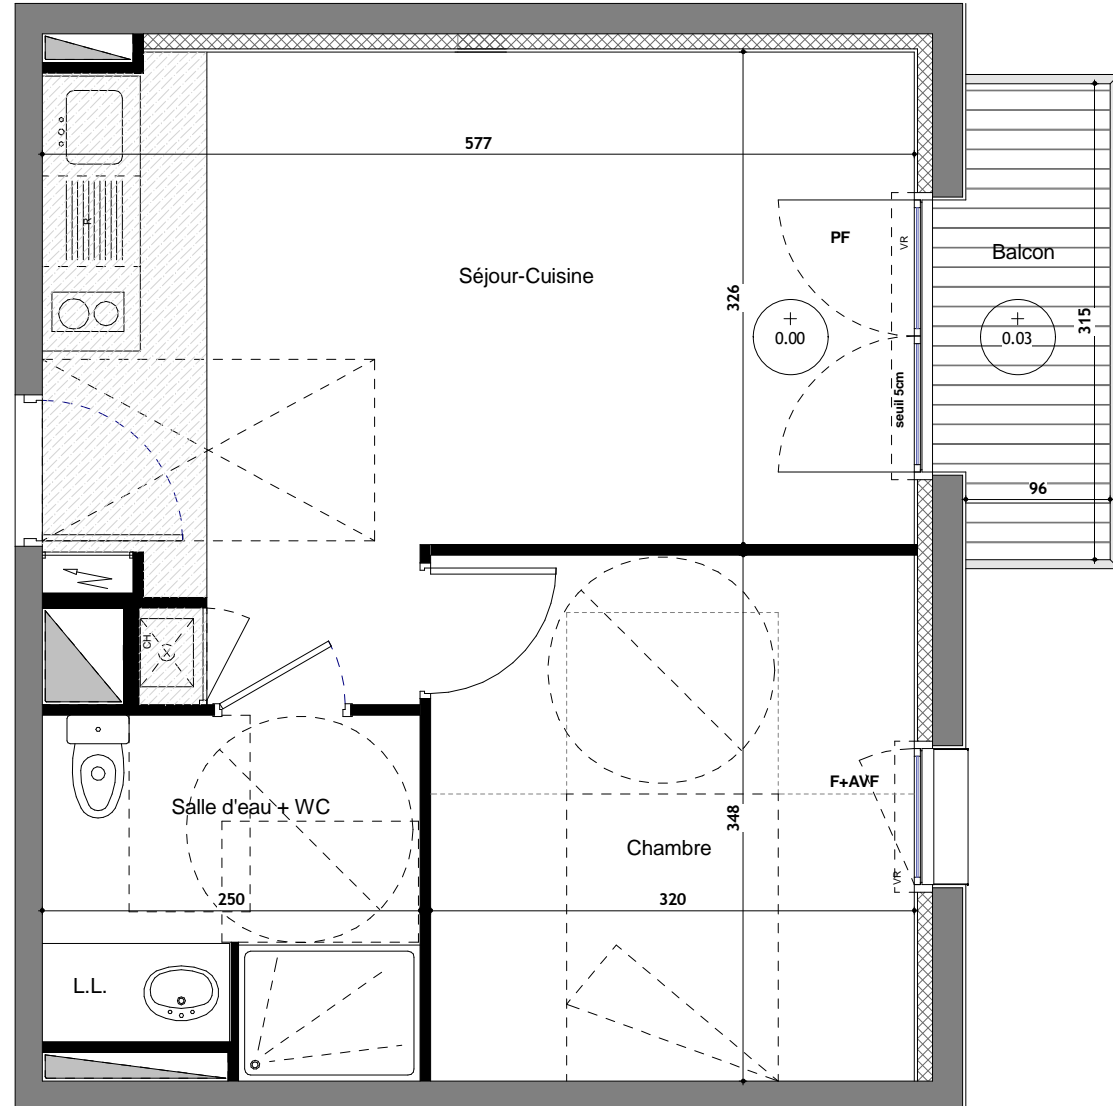 577
Séjour-Cuisine
326
PF
VR
Balcon
0.00
0.03
315
seuil 5cm
96
R
CH.
F+AVF
Salle d'eau + WC
348
Chambre
VR
250
320
L.L.